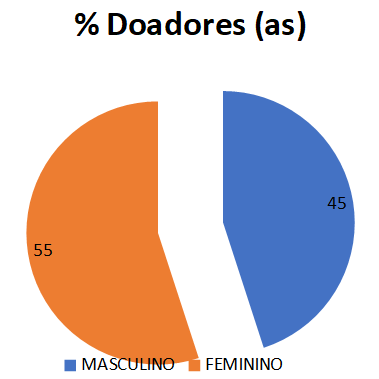 % Doadores (as)
45
55
MASCULINO FEMININO